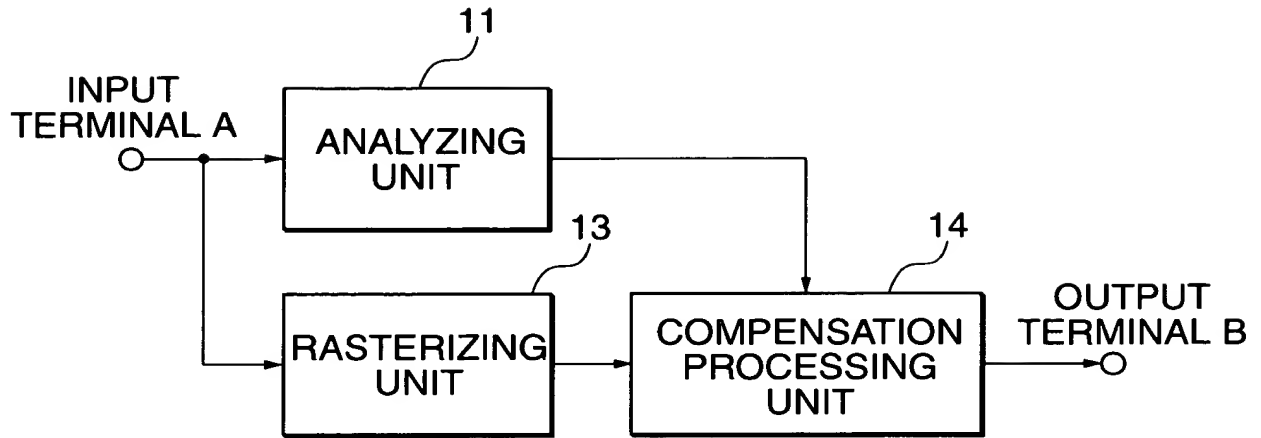 11
INPUT
TERMINAL A
ANALYZING
UNIT
13
14
RASTERIZING
UNIT
COMPENSATION
PROCESSING
UNIT
OUTPUT
TERMINAL B